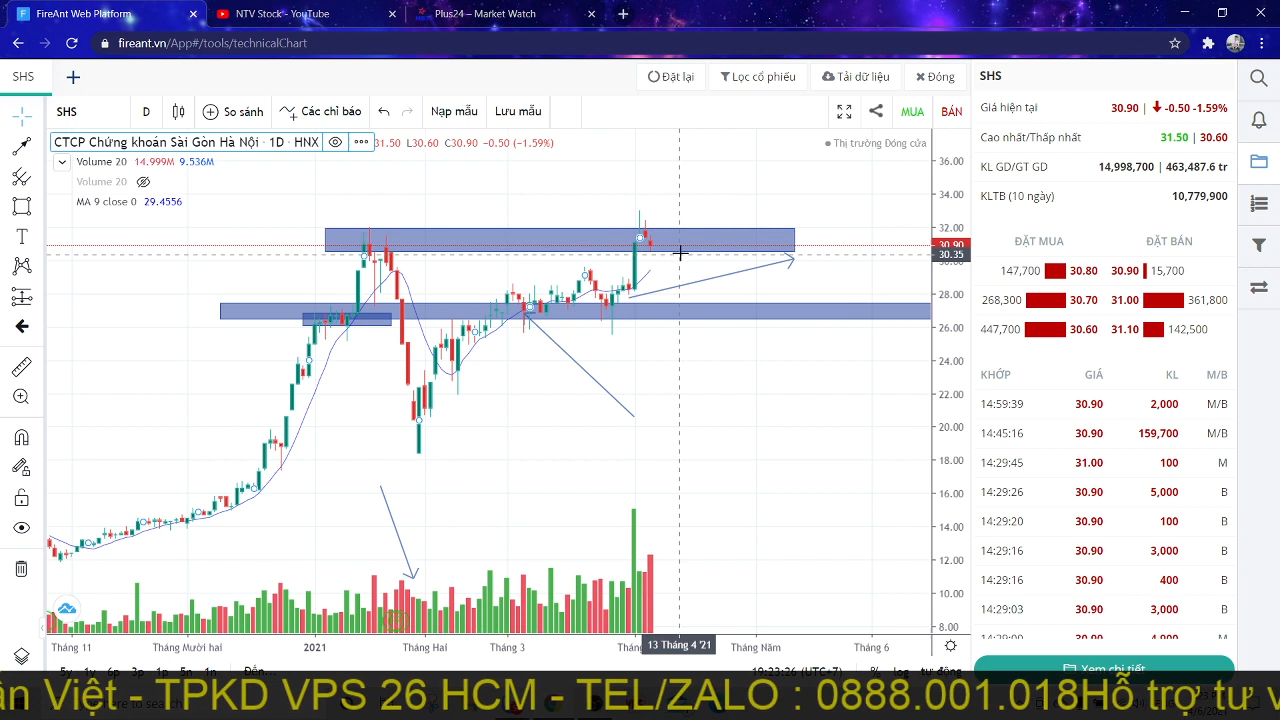 FireAnt Web Platform
NTV Stock - YouTube
Plus24 – Market Watch
fireant.vn/App#/tools/technicalChart
SHS
Đặt lại
Lọc cổ phiếu
Tải dữ liệu
Đóng
SHS
SHS
D
So sánh
Các chỉ báo
Nạp mẫu
Lưu mẫu
MUA
BÁN
CTCP Chứng khoán Sài Gòn Hà Nội · 1D · HNX
31.50 L30.60 C30.90 -0.50 (-1.59%)
Thị trường Đóng cửa
Volume 20 14.999M 9.536M
Volume 20
MA 9 close 0 29.4556
36.00
34.00
32.00
30.90
30.35
28.00
26.00
24.00
22.00
20.00
18.00
16.00
14.00
12.00
10.00
8.00
Tháng 11
Tháng Mười hai
2021
Tháng Hai
Tháng 3
13 Tháng 4 '21
Tháng Năm
Tháng 6
Giá hiện tại 30.90 | -0.50 -1.59%
Cao nhất/Thấp nhất 31.50 | 30.60
KL GD/GT GD 14,998,700 | 463,487.6 tr
KLTB (10 ngày) 10,779,900
ĐẶT MUA ĐẶT BÁN
147,700 30.80 30.90 15,700
268,300 30.70 31.00 361,800
447,700 30.60 31.10 142,500
KHỚP GIÁ KL M/B
14:59:39 30.90 2,000 M/B
14:45:16 30.90 159,700 M/B
14:29:45 31.00 100 M
14:29:26 30.90 5,000 B
14:29:20 30.90 100 B
14:29:16 30.90 3,000 B
14:29:16 30.90 400 B
14:29:03 30.90 3,000 B
Xem chi tiết
19:23:26 (UTC+7)
% log tự động
ần Việt - TPKD VPS 26 HCM - TEL/ZALO : 0888.001.018Hỗ trợ tư v